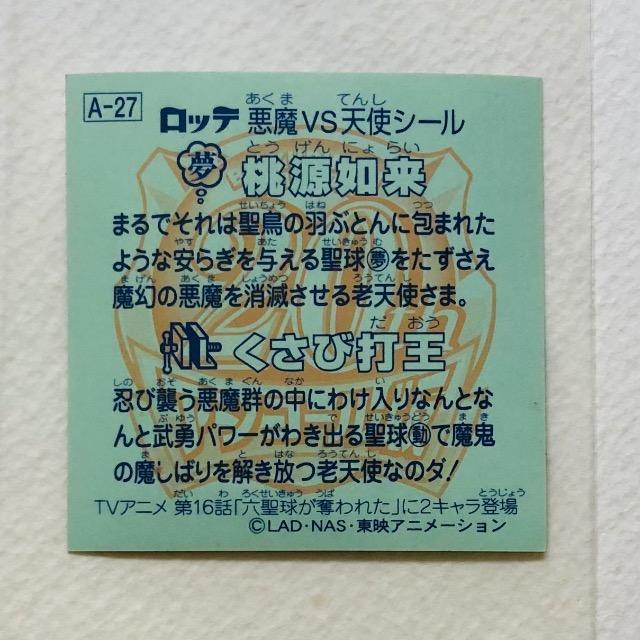 A-27
ロッテ 悪魔VS天使シール
夢 桃源如来
まるでそれは聖鳥の羽ぶとんに包まれた
ような安らぎを与える聖球夢をたずさえ
魔幻の悪魔を消滅させる老天使さま。
くさび打王
忍び襲う悪魔群の中にわけ入りなんとな
んと武勇パワーがわき出る聖球動で魔鬼
の魔しばりを解き放つ老天使なのダ!
TVアニメ 第16話「六聖球が奪われた」に2キャラ登場
©LAD・NAS・東映アニメーション